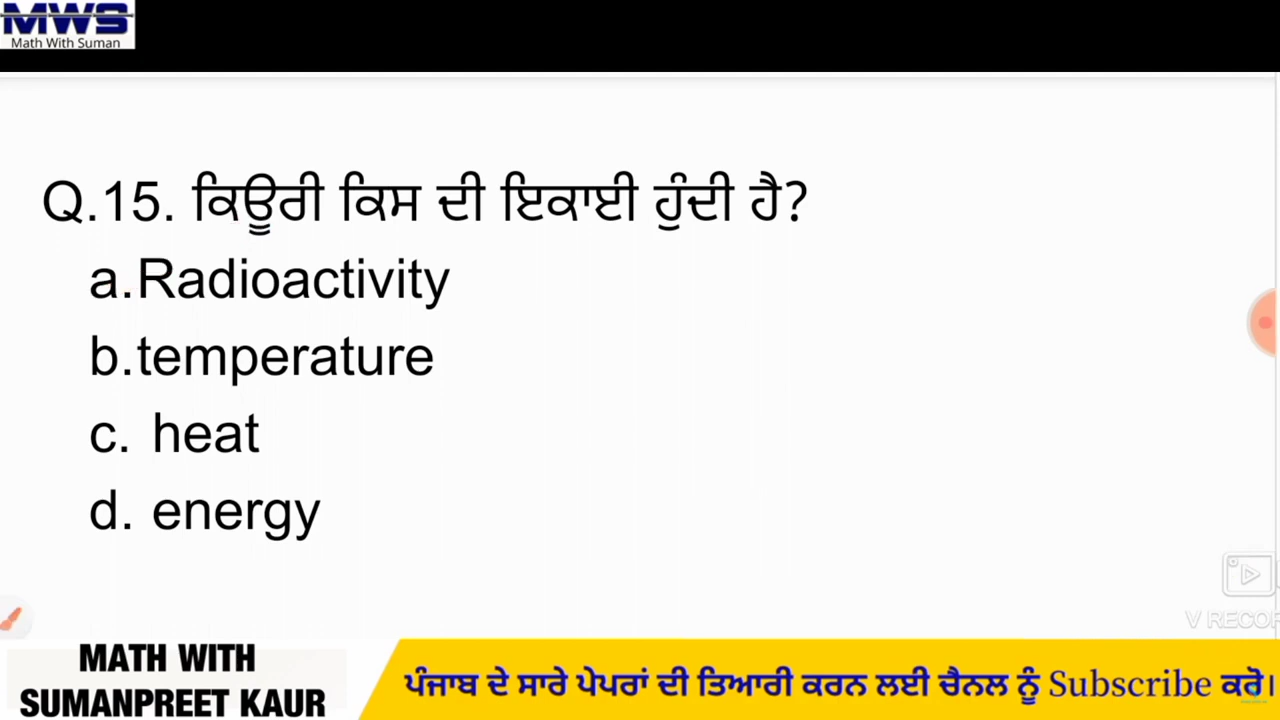 MWS
Math With Suman
Q.15. ਕਿਊਰੀ ਕਿਸ ਦੀ ਇਕਾਈ ਹੁੰਦੀ ਹੈ?
a.Radioactivity
b.temperature
c. heat
d. energy
V RECOR
MATH WITH
SUMANPREET KAUR
ਪੰਜਾਬ ਦੇ ਸਾਰੇ ਪੇਪਰਾਂ ਦੀ ਤਿਆਰੀ ਕਰਨ ਲਈ ਚੈਨਲ ਨੂੰ Subscribe ਕਰੋ।